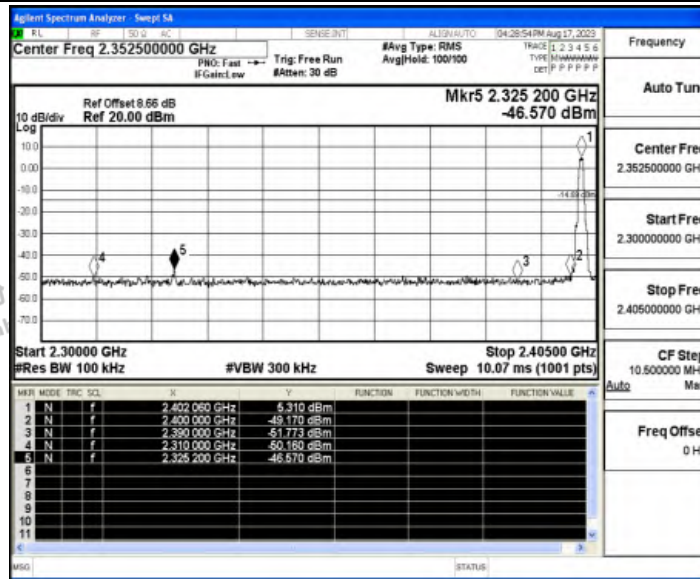 Agilent Spectrum Analyzer - Swept SA
RL RF 50 Ω AC SENSE:INT ALIGN AUTO 04:28:54 PM Aug 17, 2023
Center Freq 2.352500000 GHz
PNO: Fast Trig: Free Run #Avg Type: RMS TRACE 1 2 3 4 5 6
IFGain:Low #Atten: 30 dB Avg|Hold: 100/100 TYPE
DET P P P P P P
Ref Offset 8.66 dB Mkr5 2.325 200 GHz
10 dB/div Ref 20.00 dBm -46.570 dBm
Log
10.0
0.00
-10.0
-20.0
-30.0
-40.0
-50.0
-60.0
-70.0
1
2
3
4
5
Start 2.30000 GHz Stop 2.40500 GHz
#Res BW 100 kHz #VBW 300 kHz Sweep 10.07 ms (1001 pts)
MKR MODE TRC SCL X Y FUNCTION FUNCTION WIDTH FUNCTION VALUE
1 N f 2.402 060 GHz 5.310 dBm
2 N f 2.400 000 GHz -49.170 dBm
3 N f 2.390 000 GHz -51.773 dBm
4 N f 2.310 000 GHz -50.160 dBm
5 N f 2.325 200 GHz -46.570 dBm
6
7
8
9
10
11
MSG STATUS
Frequency
Auto Tun
Center Fre
2.352500000 GH
Start Fre
2.300000000 GH
Stop Fre
2.405000000 GH
CF Ste
10.500000 MH
Auto Ma
Freq Offse
0 H